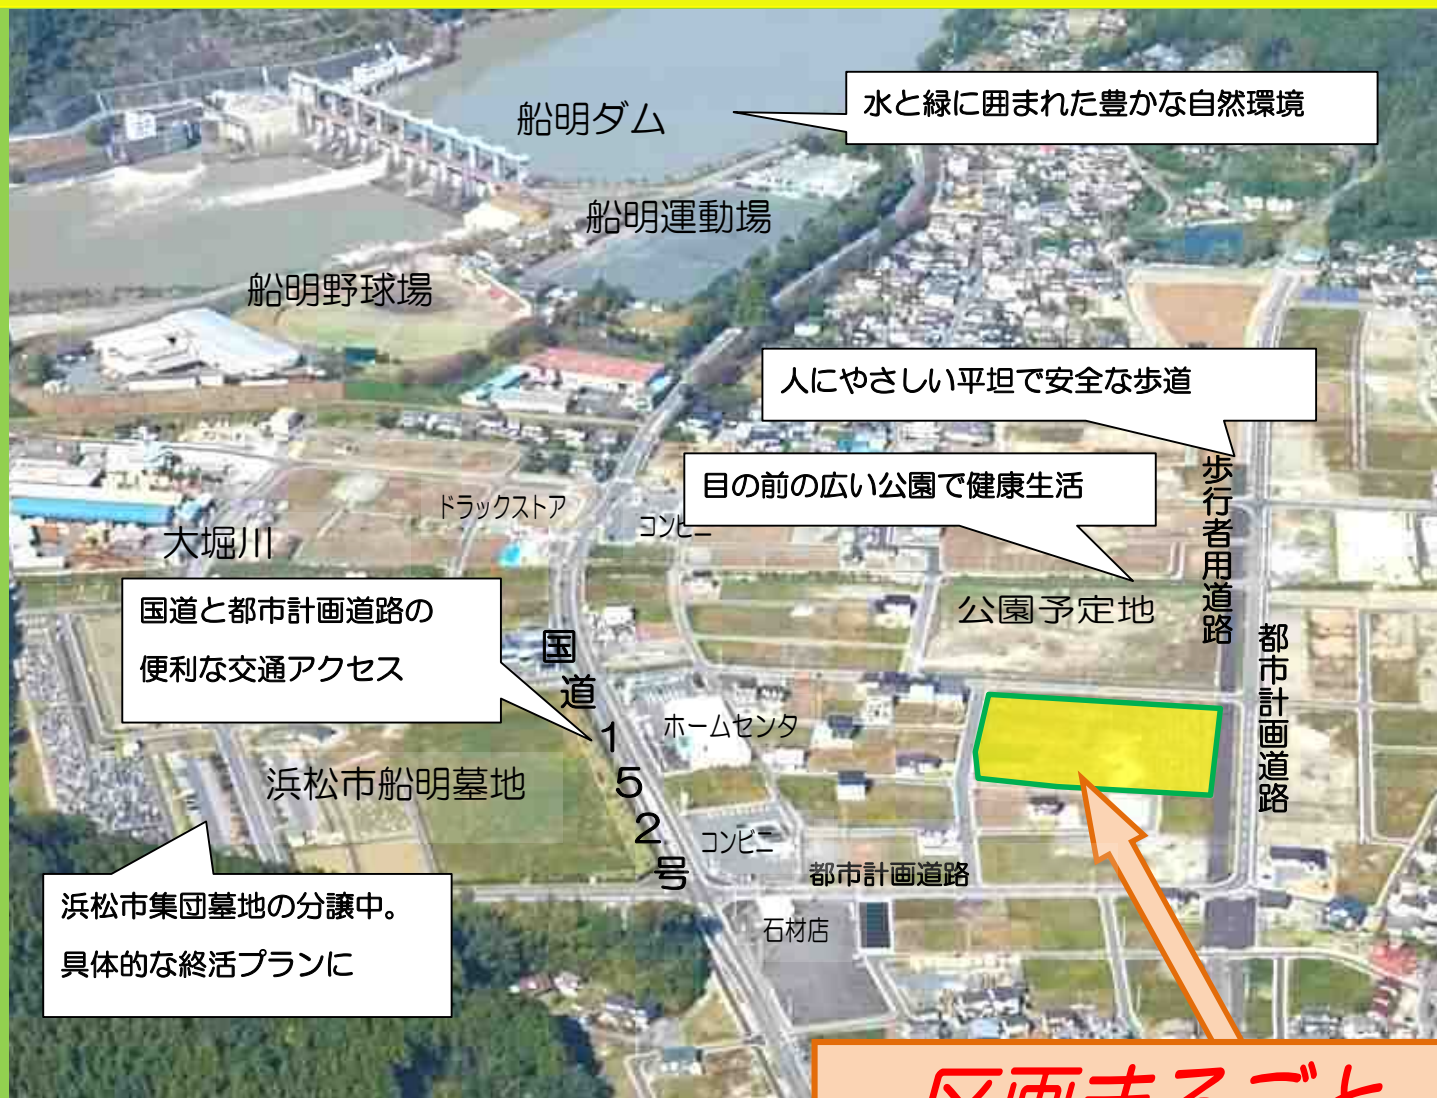 船明ダム
水と緑に囲まれた豊かな自然環境
船明運動場
船明野球場
人にやさしい平坦で安全な歩道
目の前の広い公園で健康生活
歩行者用道路
ドラックストア
コンビニ
大堀川
国道と都市計画道路の
便利な交通アクセス
公園予定地
都市計画道路
国道152号
ホームセンタ
浜松市船明墓地
コンビニ
都市計画道路
浜松市集団墓地の分譲中。
具体的な終活プランに
石材店
区画まるごと